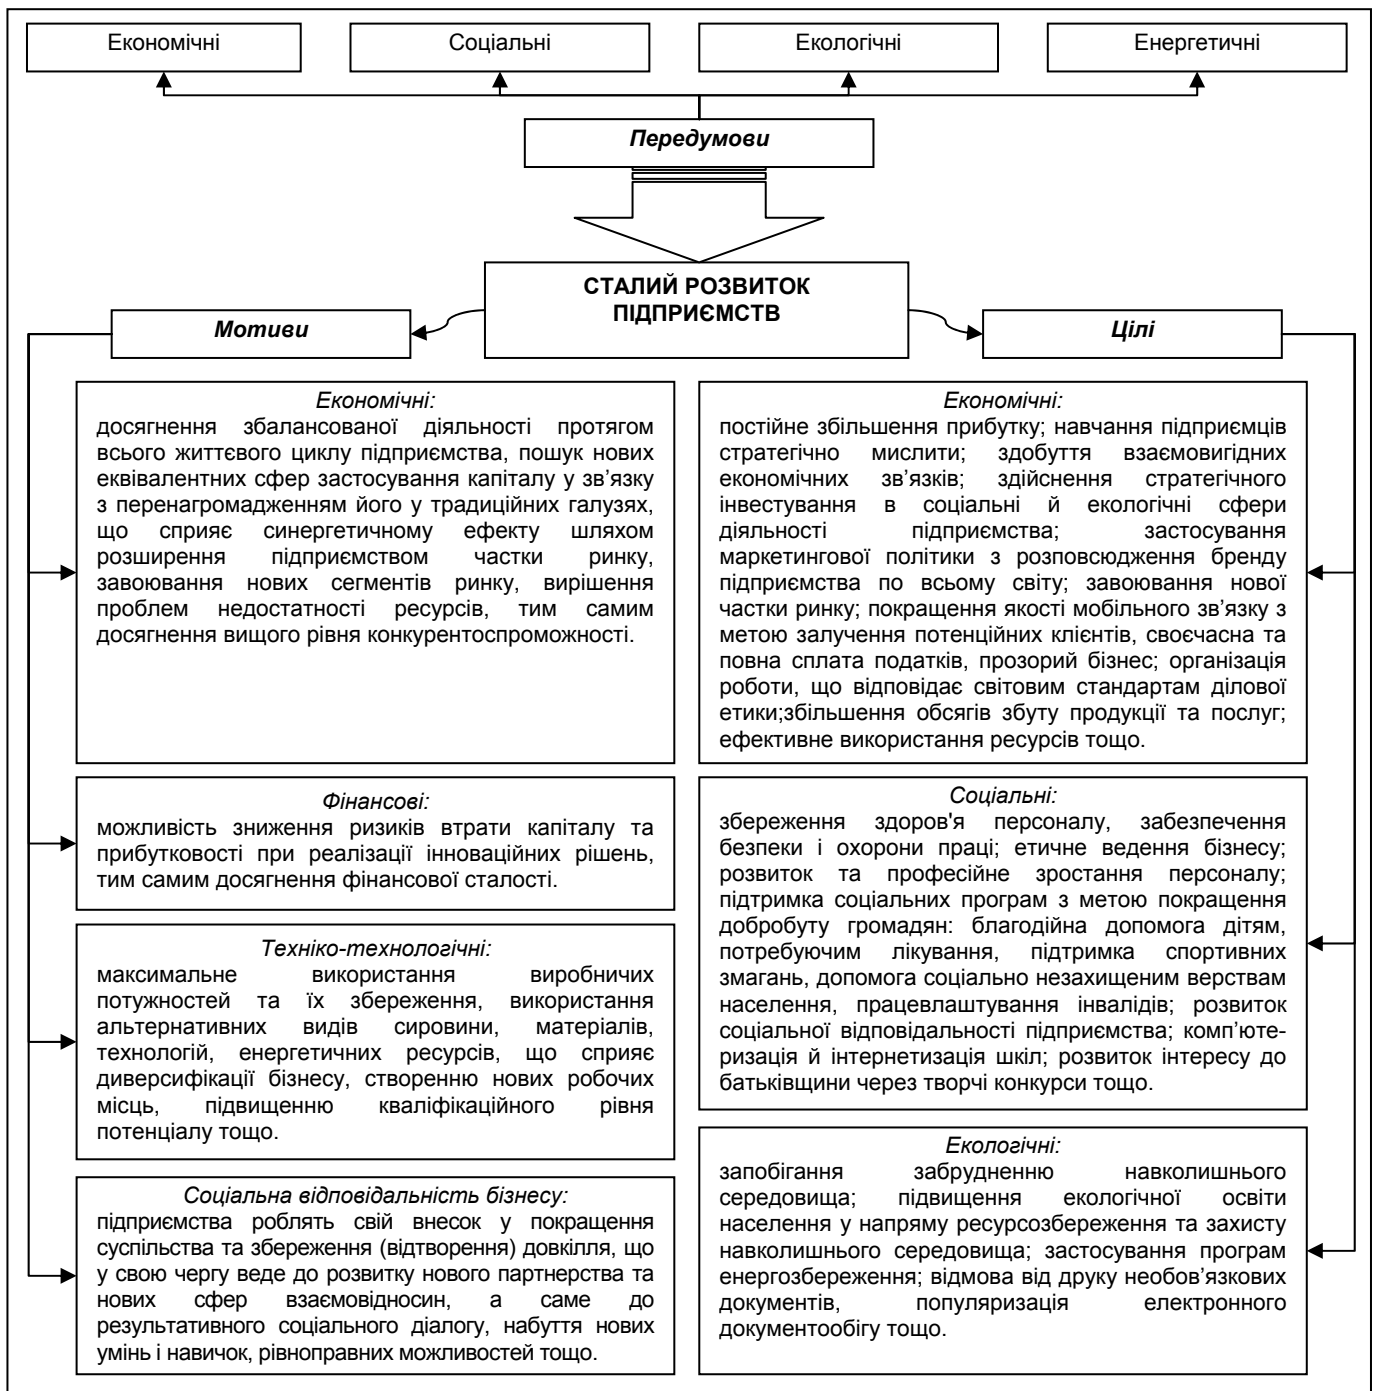 Економічні
Соціальні
Екологічні
Енергетичні
Передумови
СТАЛИЙ РОЗВИТОК
ПІДПРИЄМСТВ
Мотиви
Цілі
Економічні:
досягнення збалансованої діяльності протягом
всього життєвого циклу підприємства, пошук нових
еквівалентних сфер застосування капіталу у зв’язку
з перенагромадженням його у традиційних галузях,
що сприяє синергетичному ефекту шляхом
розширення підприємством частки ринку,
завоювання нових сегментів ринку, вирішення
проблем недостатності ресурсів, тим самим
досягнення вищого рівня конкурентоспроможності.
Фінансові:
можливість зниження ризиків втрати капіталу та
прибутковості при реалізації інноваційних рішень,
тим самим досягнення фінансової сталості.
Техніко-технологічні:
максимальне використання виробничих
потужностей та їх збереження, використання
альтернативних видів сировини, матеріалів,
технологій, енергетичних ресурсів, що сприяє
диверсифікації бізнесу, створенню нових робочих
місць, підвищенню кваліфікаційного рівня
потенціалу тощо.
Соціальна відповідальність бізнесу:
підприємства роблять свій внесок у покращення
суспільства та збереження (відтворення) довкілля, що
у свою чергу веде до розвитку нового партнерства та
нових сфер взаємовідносин, а саме до
результативного соціального діалогу, набуття нових
умінь і навичок, рівноправних можливостей тощо.
Економічні:
постійне збільшення прибутку; навчання підприємців
стратегічно мислити; здобуття взаємовигідних
економічних зв’язків; здійснення стратегічного
інвестування в соціальні й екологічні сфери
діяльності підприємства; застосування
маркетингової політики з розповсюдження бренду
підприємства по всьому світу; завоювання нової
частки ринку; покращення якості мобільного зв’язку з
метою залучення потенційних клієнтів, своєчасна та
повна сплата податків, прозорий бізнес; організація
роботи, що відповідає світовим стандартам ділової
етики;збільшення обсягів збуту продукції та послуг;
ефективне використання ресурсів тощо.
Соціальні:
збереження здоров'я персоналу, забезпечення
безпеки і охорони праці; етичне ведення бізнесу;
розвиток та професійне зростання персоналу;
підтримка соціальних програм з метою покращення
добробуту громадян: благодійна допомога дітям,
потребуючим лікування, підтримка спортивних
змагань, допомога соціально незахищеним верствам
населення, працевлаштування інвалідів; розвиток
соціальної відповідальності підприємства; комп’юте-
ризація й інтернетизація шкіл; розвиток інтересу до
батьківщини через творчі конкурси тощо.
Екологічні:
запобігання забрудненню навколишнього
середовища; підвищення екологічної освіти
населення у напряму ресурсозбереження та захисту
навколишнього середовища; застосування програм
енергозбереження; відмова від друку необов’язкових
документів, популяризація електронного
документообігу тощо.